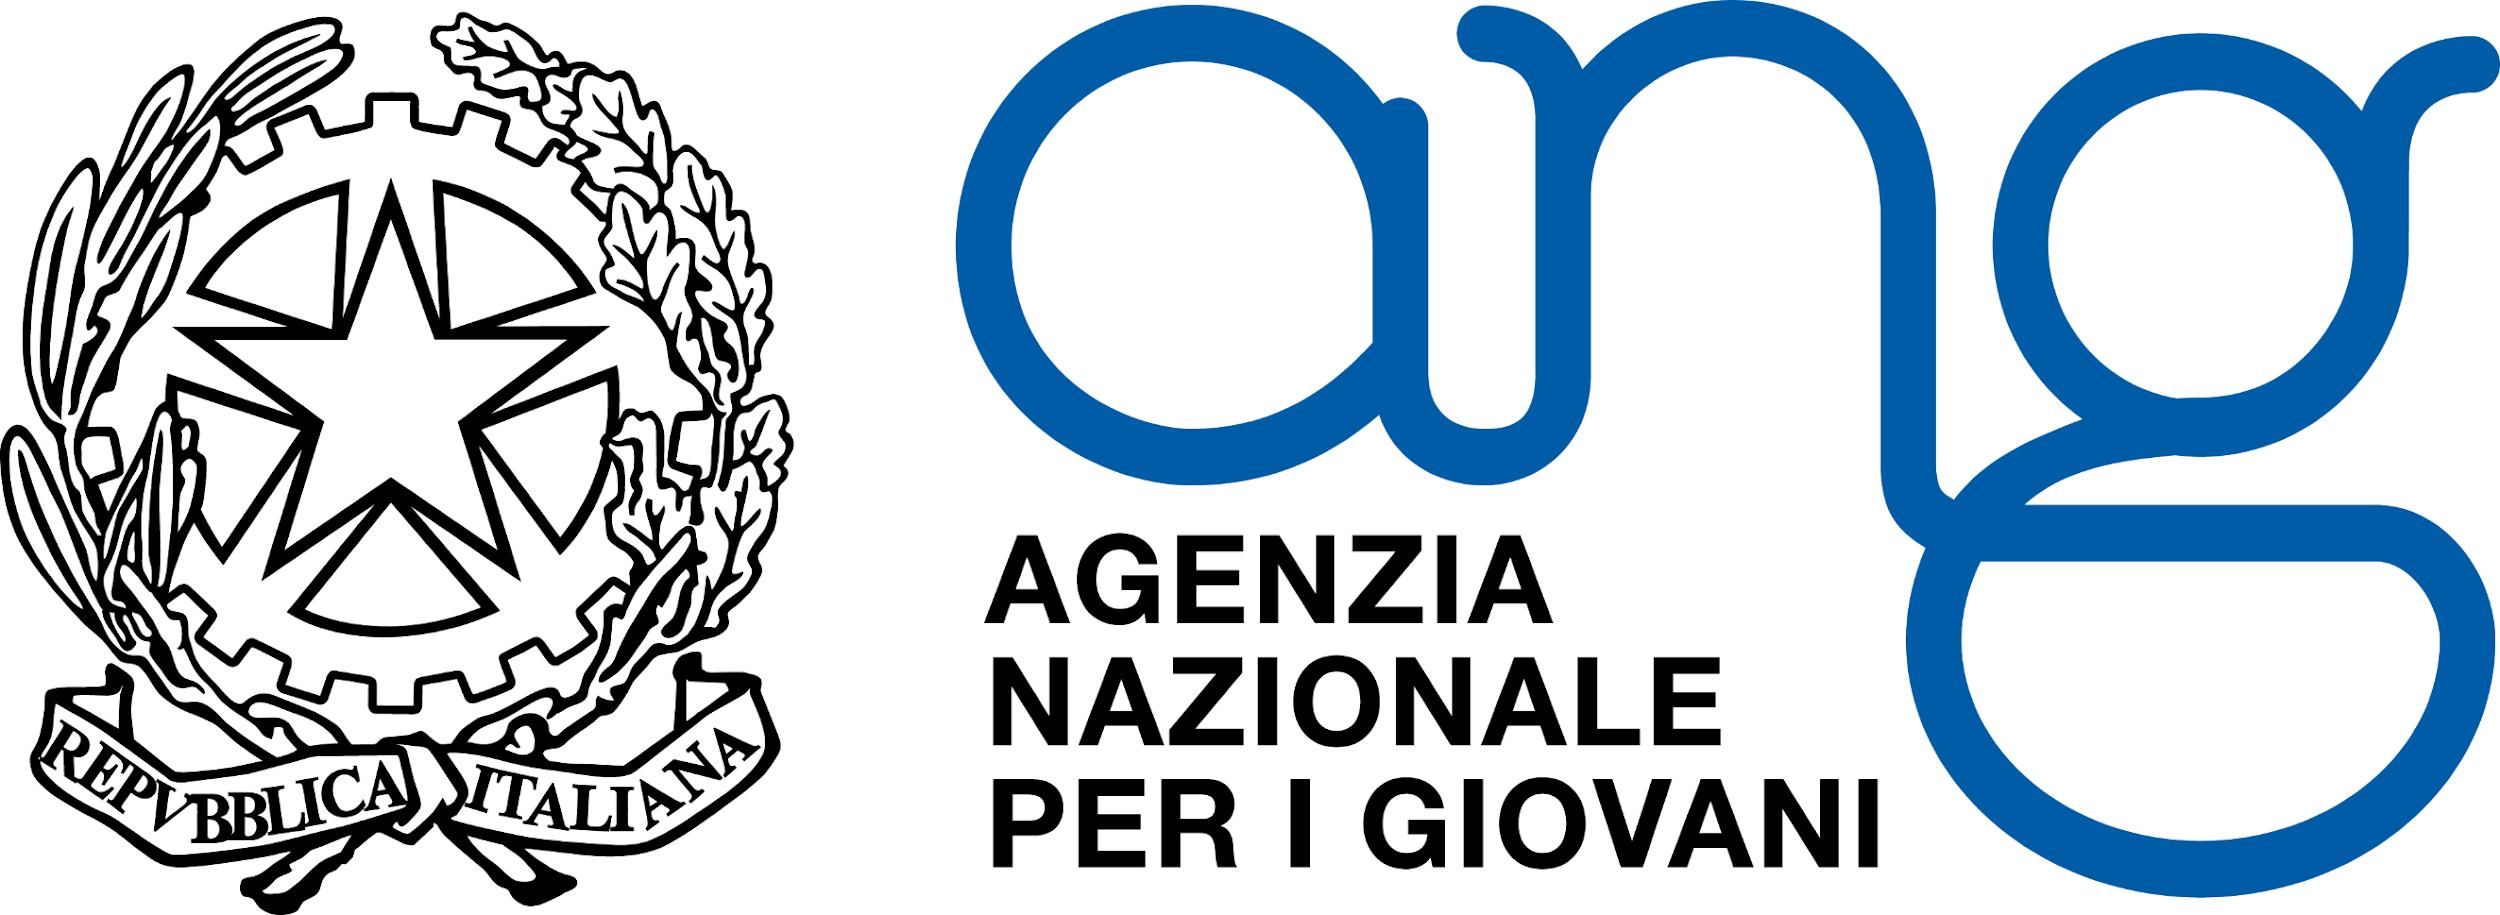 REPVBBLICA ITALIANA
ang
AGENZIA
NAZIONALE
PER I GIOVANI